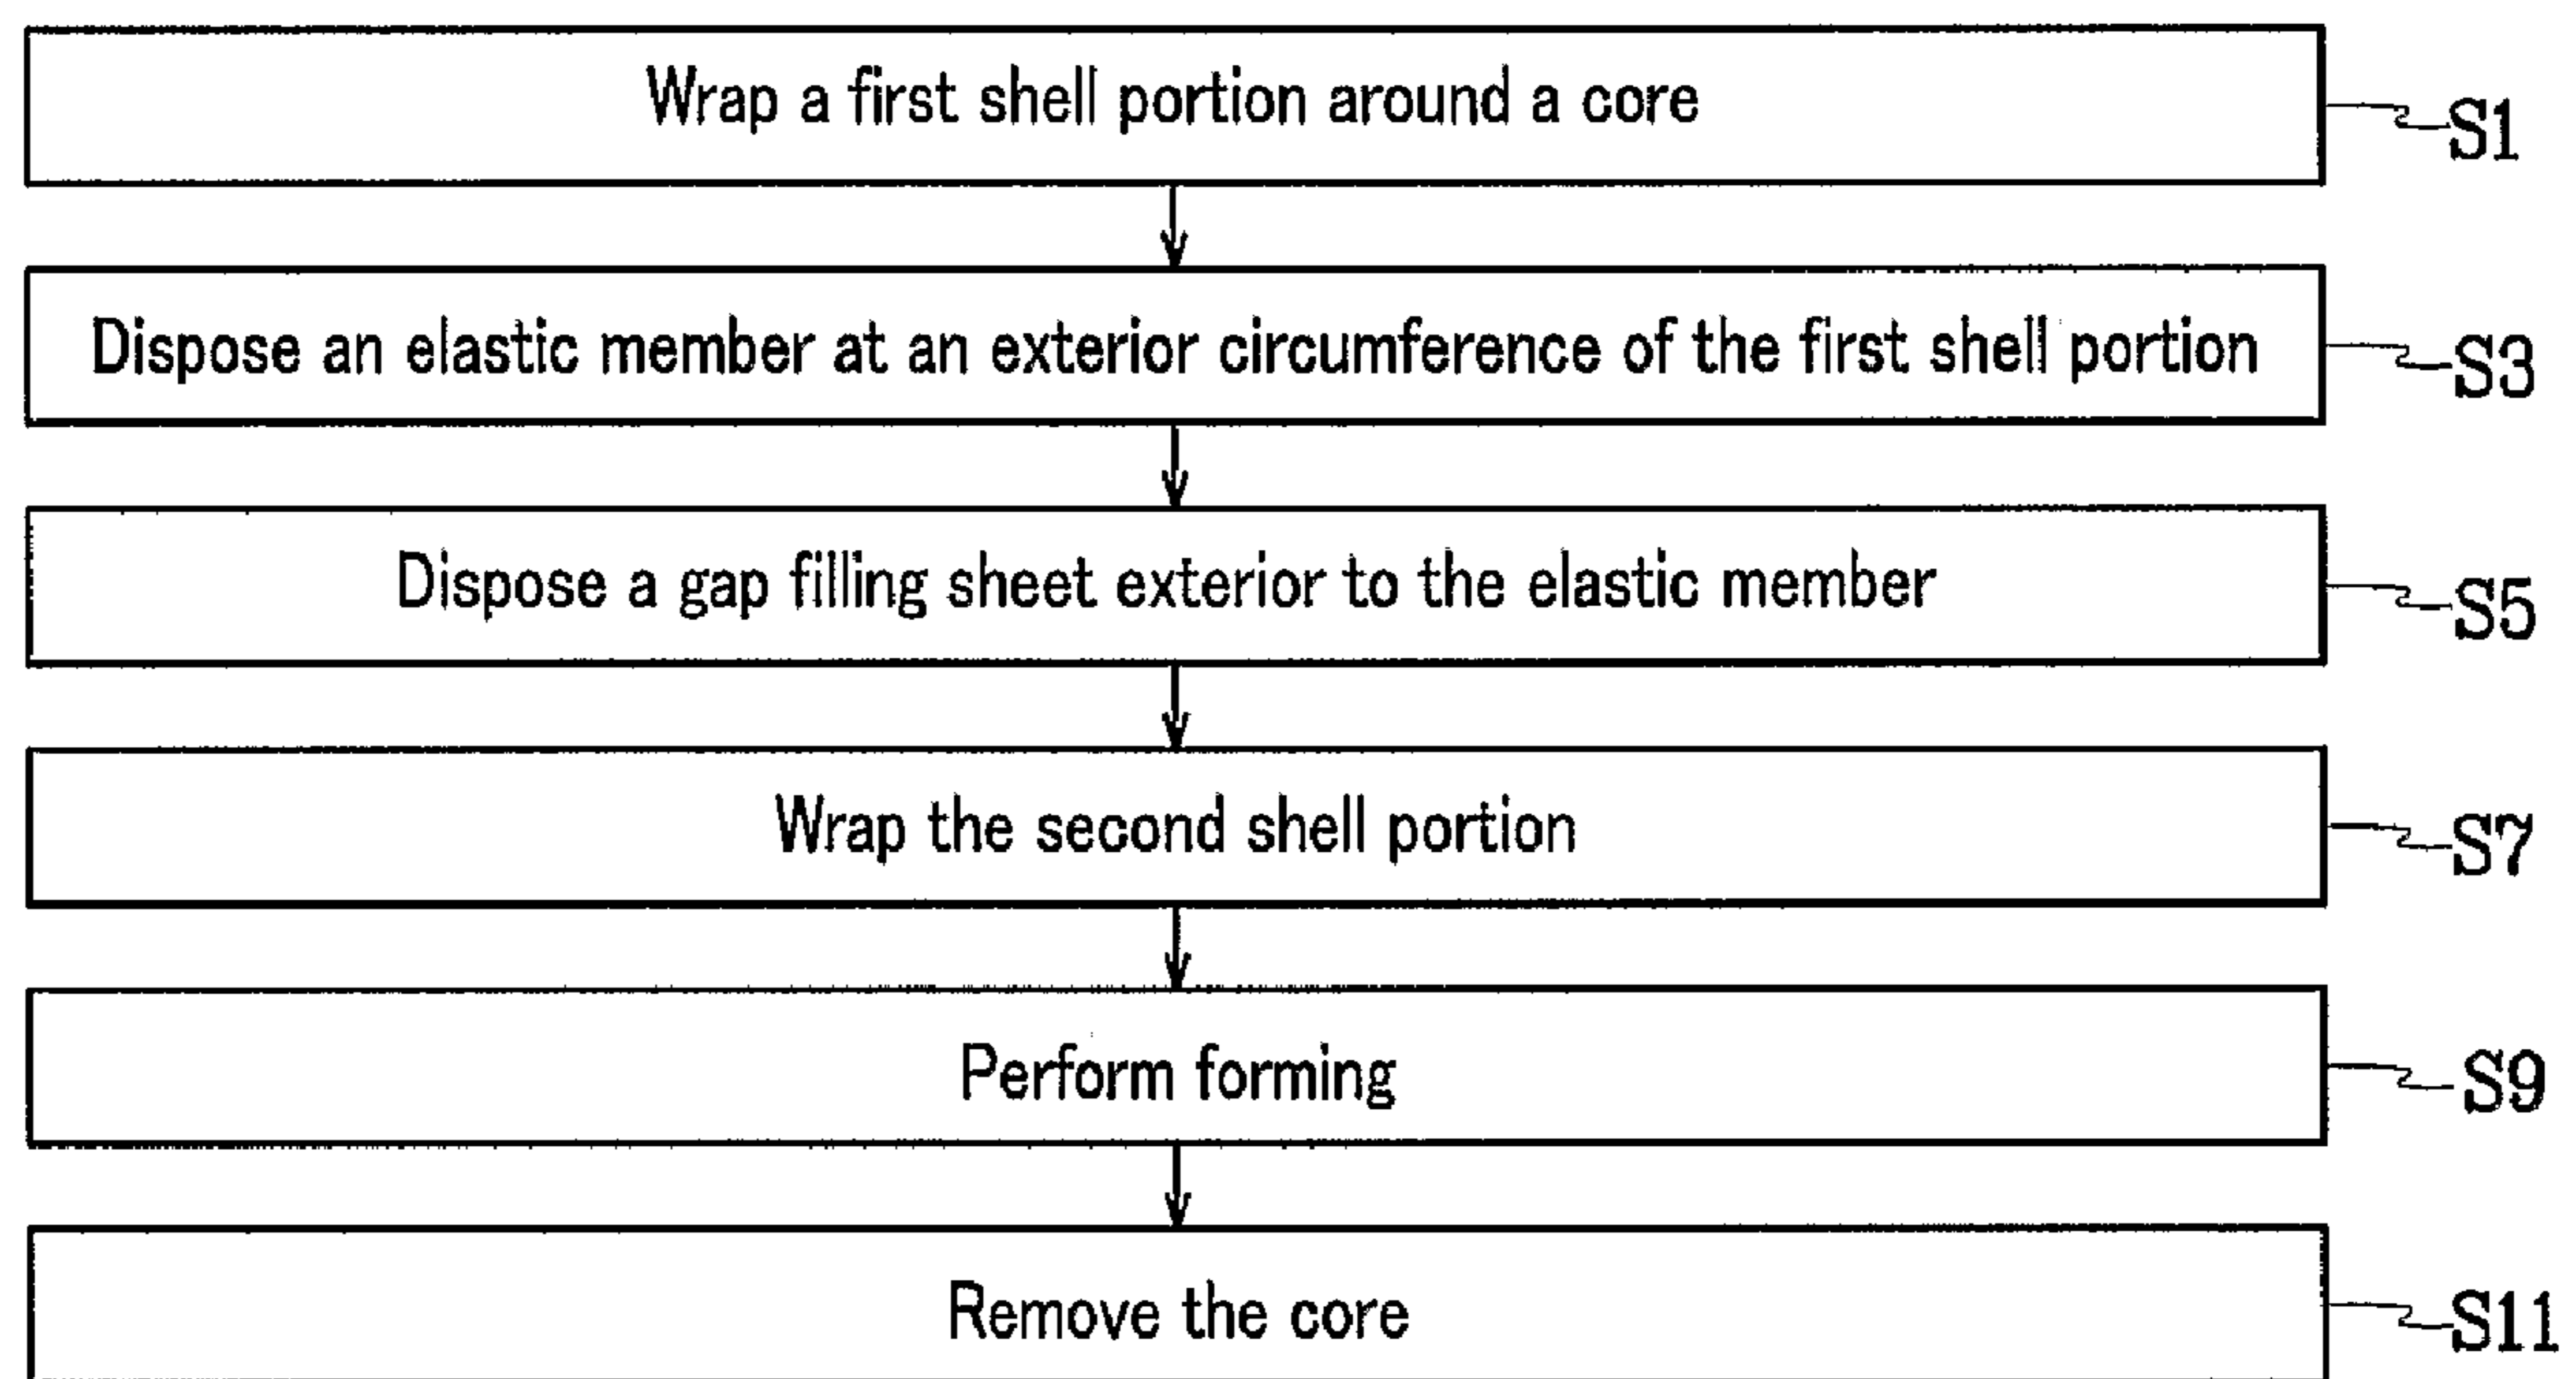 Wrap a first shell portion around a core
S1
Dispose an elastic member at an exterior circumference of the first shell portion
S3
Dispose a gap filling sheet exterior to the elastic member
S5
Wrap the second shell portion
S7
Perform forming
S9
Remove the core
S11